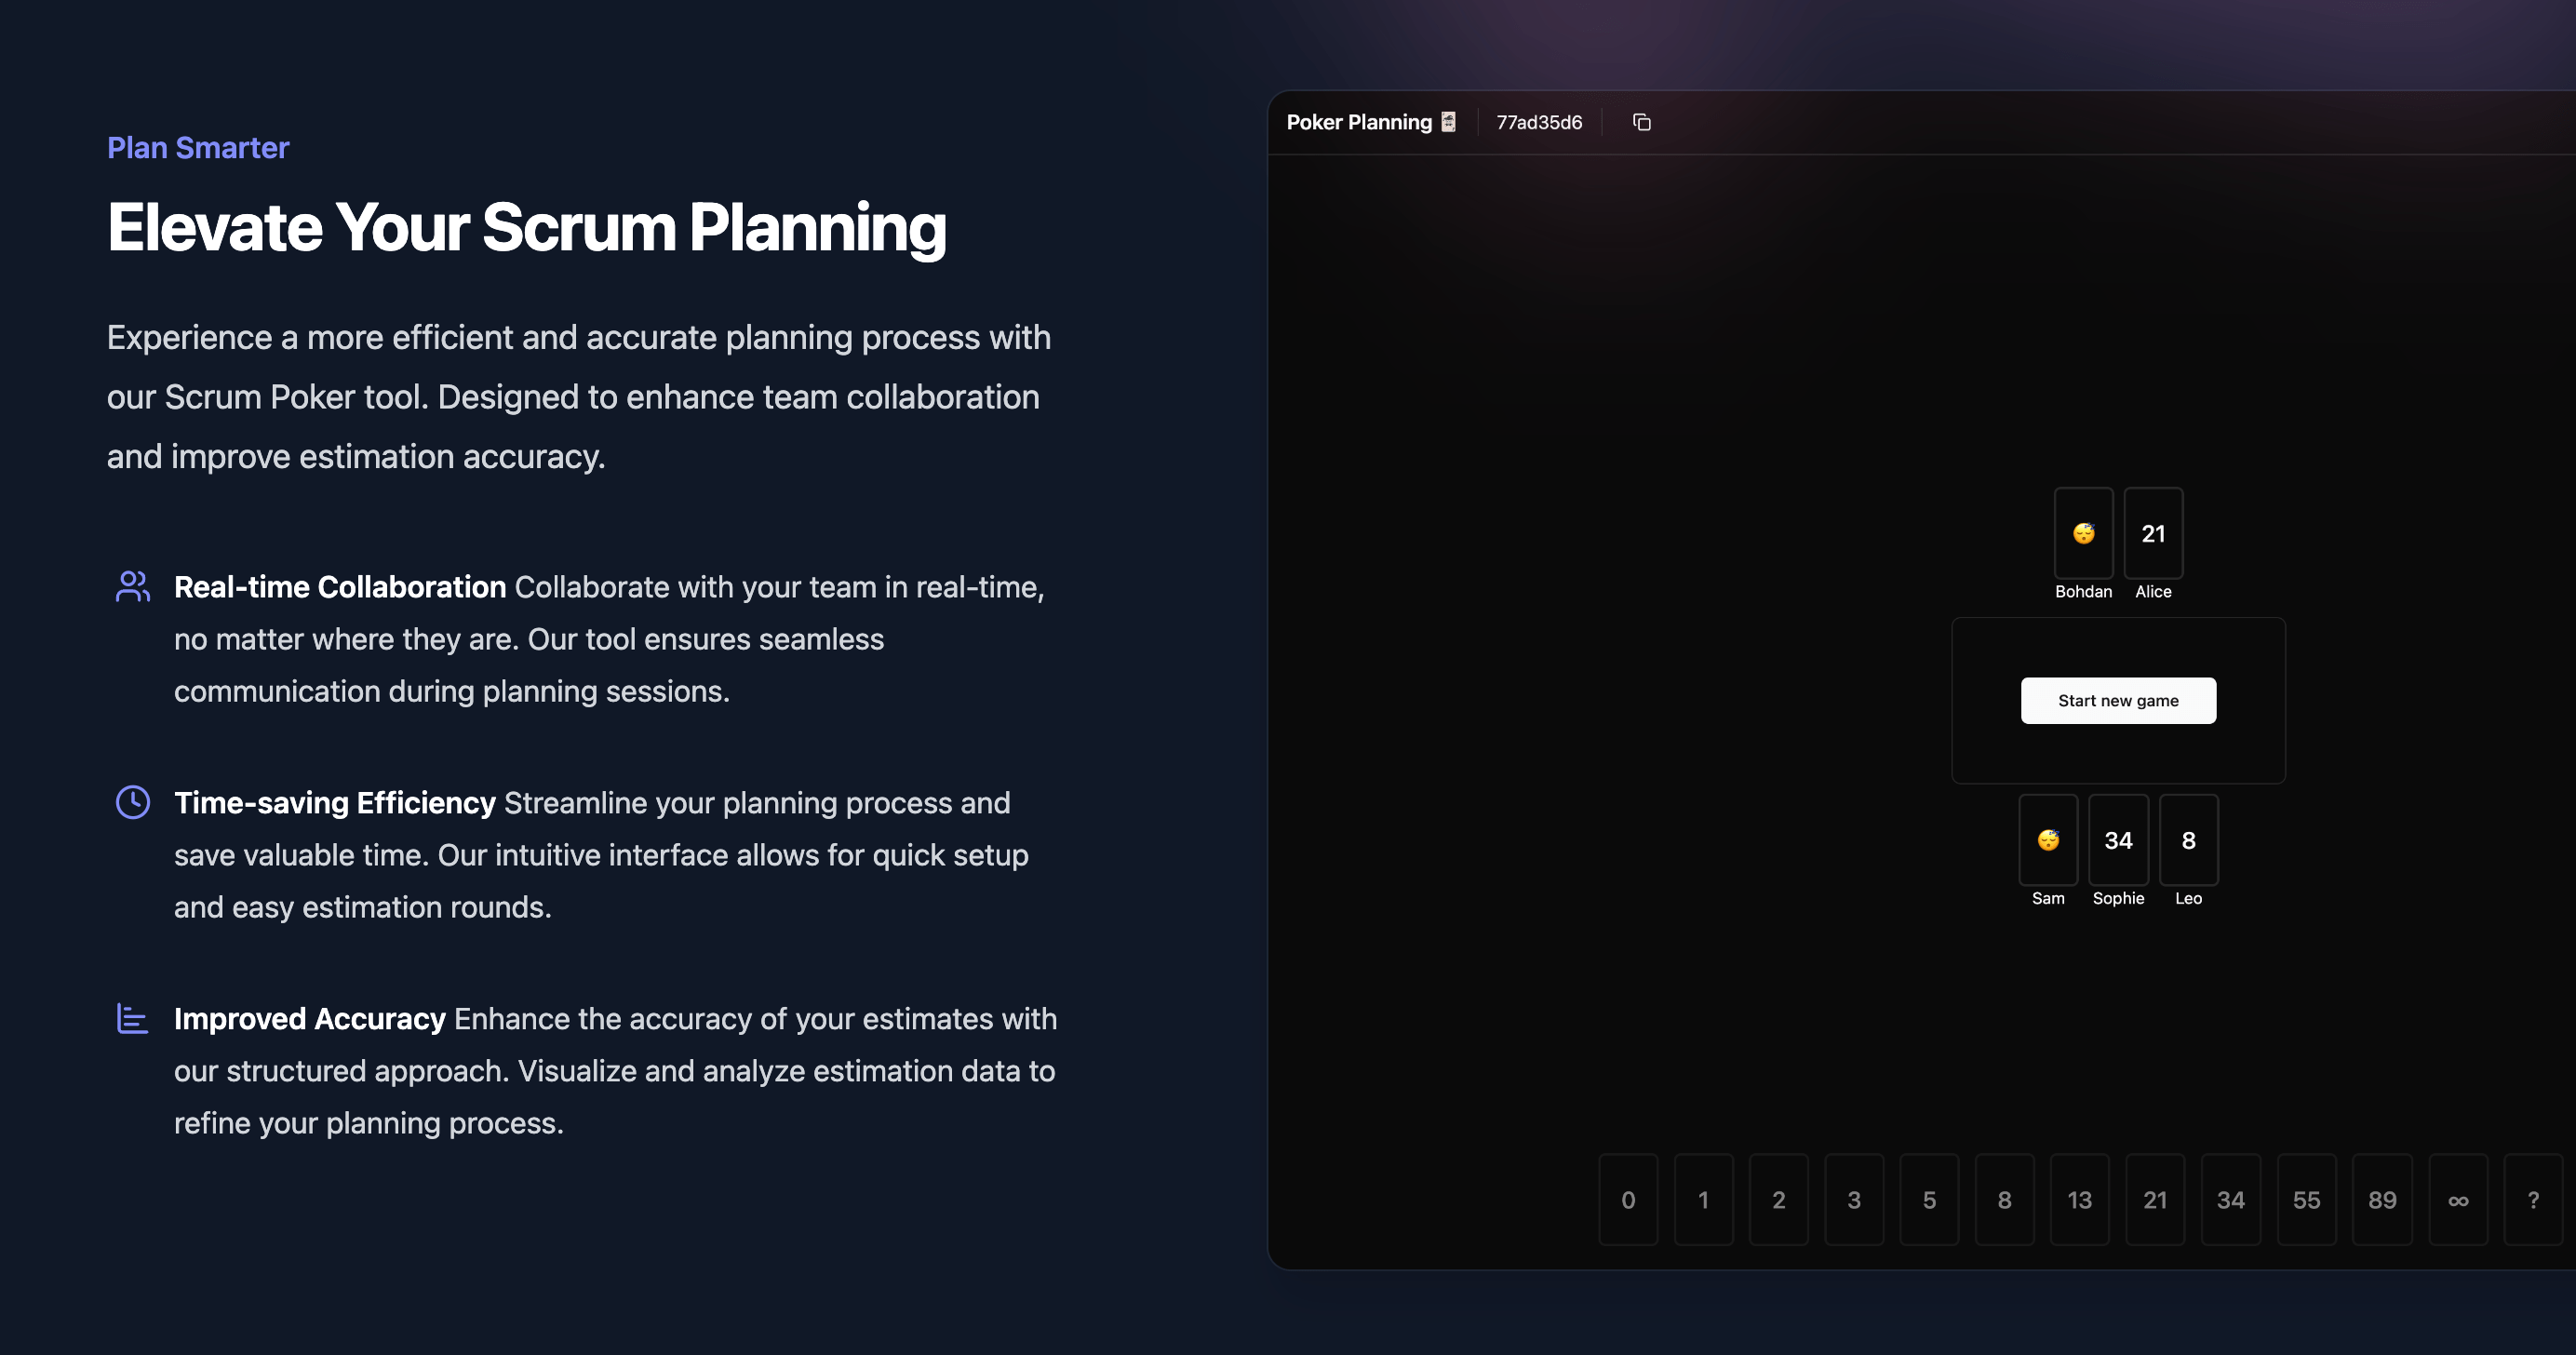 Plan Smarter
Elevate Your Scrum Planning
Experience a more efficient and accurate planning process with
our Scrum Poker tool. Designed to enhance team collaboration
and improve estimation accuracy.
Real-time Collaboration Collaborate with your team in real-time,
no matter where they are. Our tool ensures seamless
communication during planning sessions.
Time-saving Efficiency Streamline your planning process and
save valuable time. Our intuitive interface allows for quick setup
and easy estimation rounds.
Improved Accuracy Enhance the accuracy of your estimates with
our structured approach. Visualize and analyze estimation data to
refine your planning process.
Poker Planning 🃏 77ad35d6
😴 21
Bohdan Alice
Start new game
😴 34 8
Sam Sophie Leo
0 1 2 3 5 8 13 21 34 55 89 ∞ ?